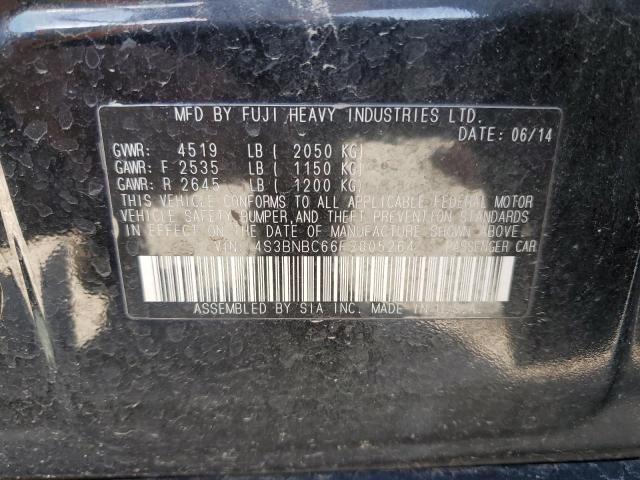 MFD BY FUJI HEAVY INDUSTRIES LTD.
DATE: 06/14
GVWR: 4519 LB ( 2050 KG)
GAWR: F 2535 LB ( 1150 KG)
GAWR: R 2645 LB ( 1200 KG)
THIS VEHICLE CONFORMS TO ALL APPLICABLE FEDERAL MOTOR
VEHICLE SAFETY, BUMPER, AND THEFT PREVENTION STANDARDS
IN EFFECT ON THE DATE OF MANUFACTURE SHOWN ABOVE.
VIN: 4S3BNBC66F3005264 PASSENGER CAR
ASSEMBLED BY SIA INC. MADE IN U.S.A.